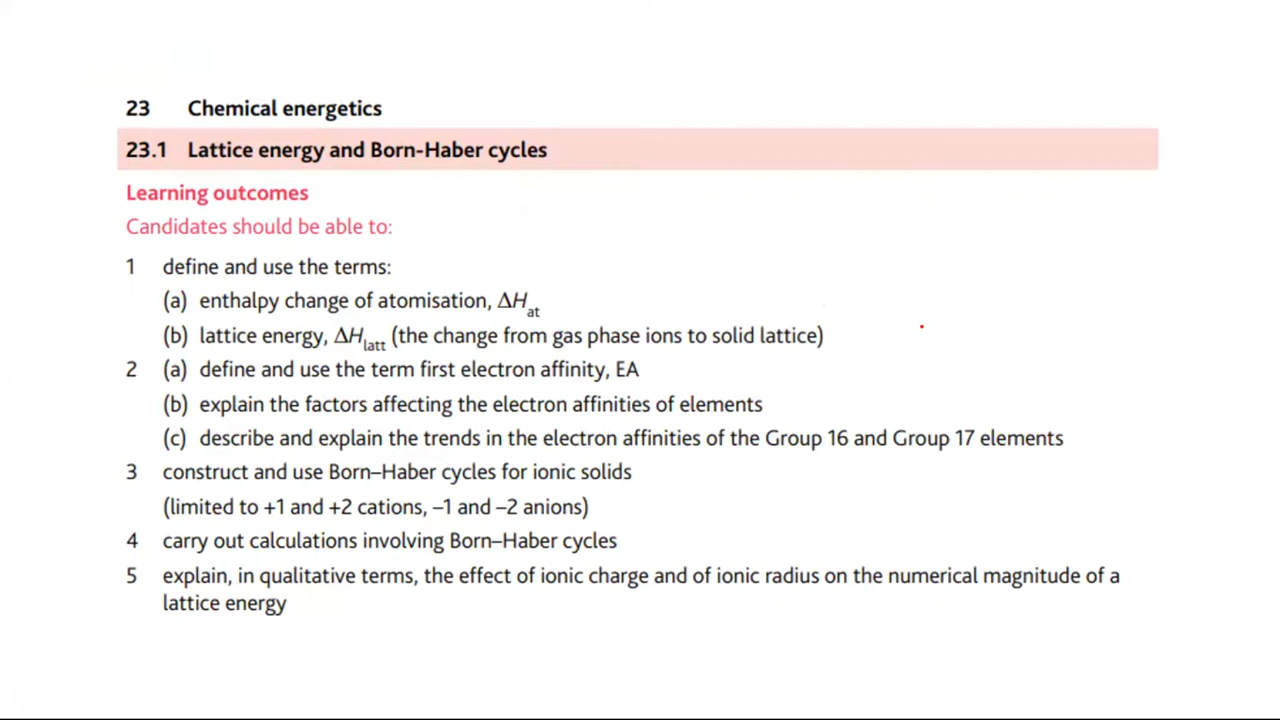 23 Chemical energetics
23.1 Lattice energy and Born-Haber cycles
Learning outcomes
Candidates should be able to:
1 define and use the terms:
(a) enthalpy change of atomisation, ΔHat
(b) lattice energy, ΔHlatt (the change from gas phase ions to solid lattice)
2 (a) define and use the term first electron affinity, EA
(b) explain the factors affecting the electron affinities of elements
(c) describe and explain the trends in the electron affinities of the Group 16 and Group 17 elements
3 construct and use Born–Haber cycles for ionic solids
(limited to +1 and +2 cations, –1 and –2 anions)
4 carry out calculations involving Born–Haber cycles
5 explain, in qualitative terms, the effect of ionic charge and of ionic radius on the numerical magnitude of a
lattice energy